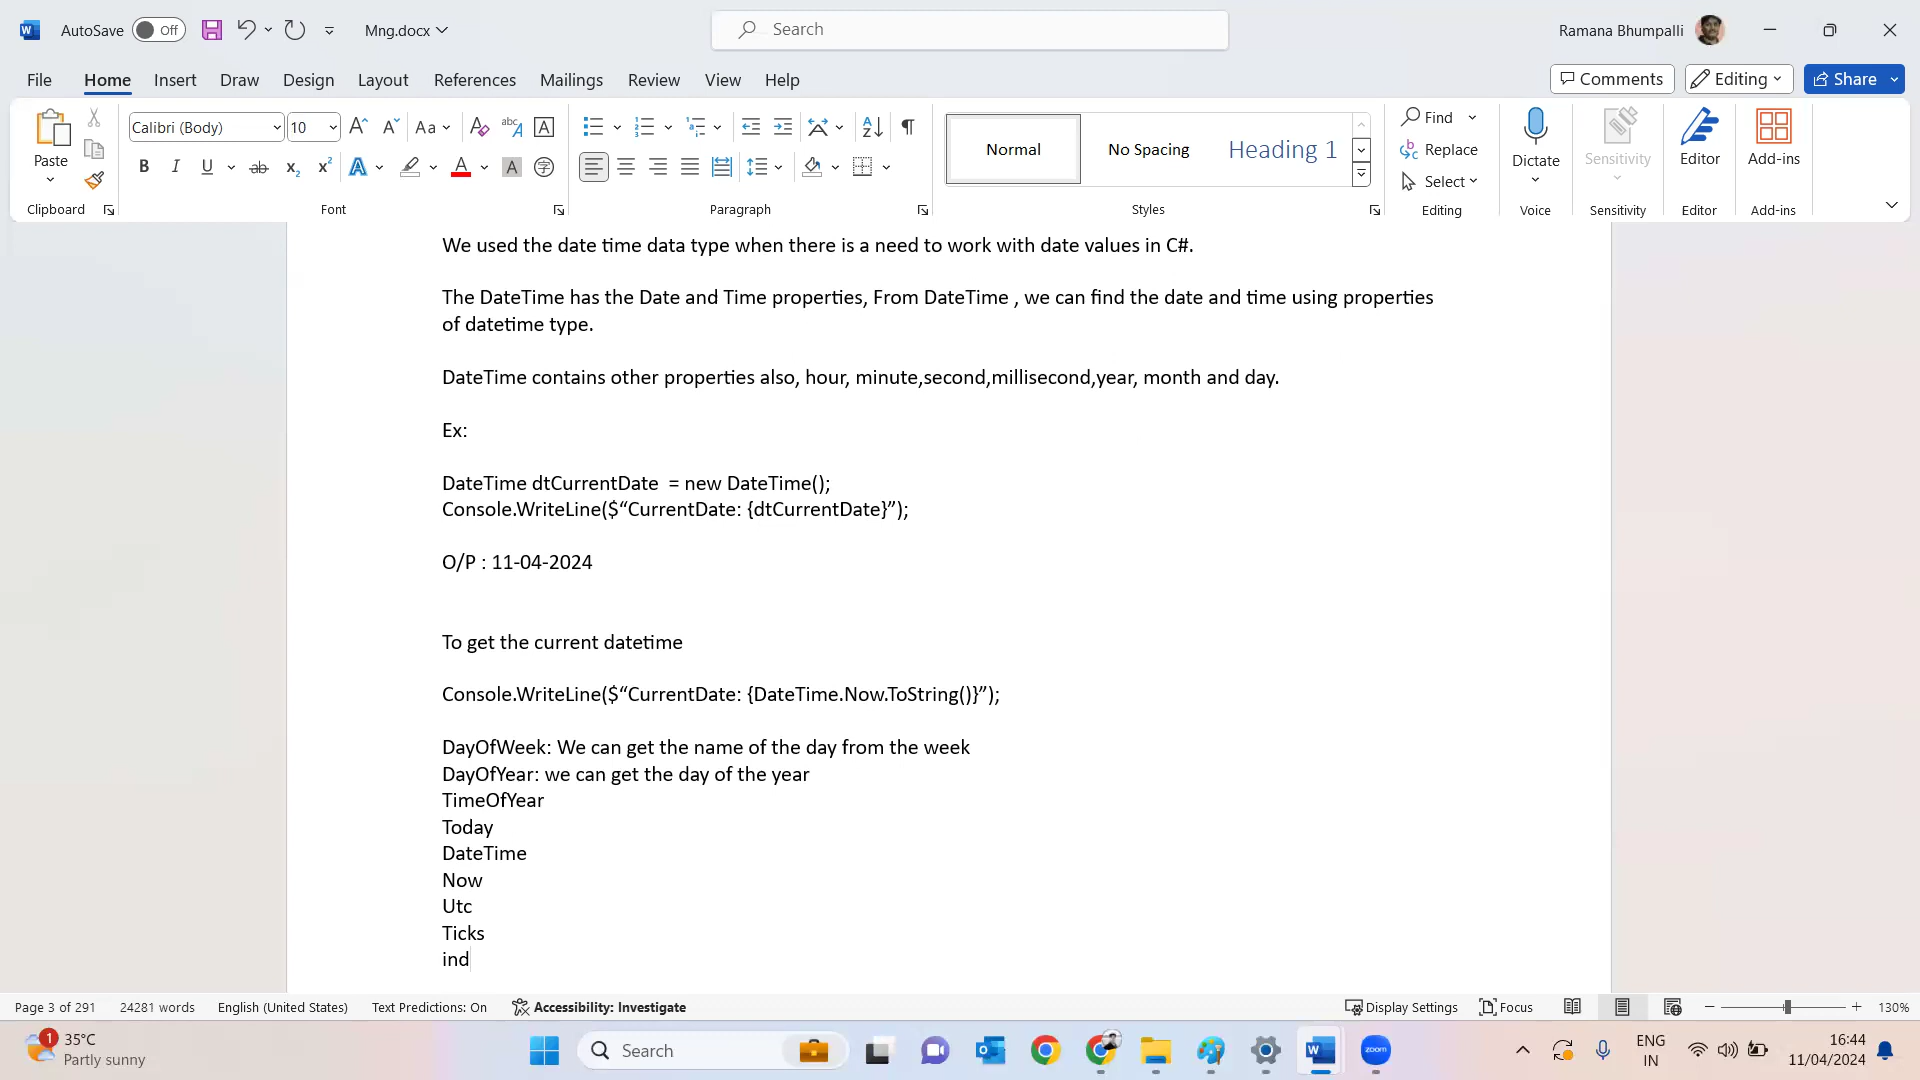 AutoSave Off Mng.docx Search Ramana Bhumpalli
File Home Insert Draw Design Layout References Mailings Review View Help Comments Editing Share
Paste Calibri (Body) 10 Aa Normal No Spacing Heading 1 Find Replace Select Dictate Sensitivity Editor Add-ins
Clipboard Font Paragraph Styles Editing Voice Sensitivity Editor Add-ins
We used the date time data type when there is a need to work with date values in C#.
The DateTime has the Date and Time properties, From DateTime , we can find the date and time using properties
of datetime type.
DateTime contains other properties also, hour, minute,second,millisecond,year, month and day.
Ex:
DateTime dtCurrentDate  = new DateTime();
Console.WriteLine($“CurrentDate: {dtCurrentDate}”);
O/P : 11-04-2024
To get the current datetime
Console.WriteLine($“CurrentDate: {DateTime.Now.ToString()}”);
DayOfWeek: We can get the name of the day from the week
DayOfYear: we can get the day of the year
TimeOfYear
Today
DateTime
Now
Utc
Ticks
ind
Page 3 of 291 24281 words English (United States) Text Predictions: On Accessibility: Investigate Display Settings Focus 130%
1 35°C
Partly sunny
Search
zoom
ENG
IN
16:44
11/04/2024